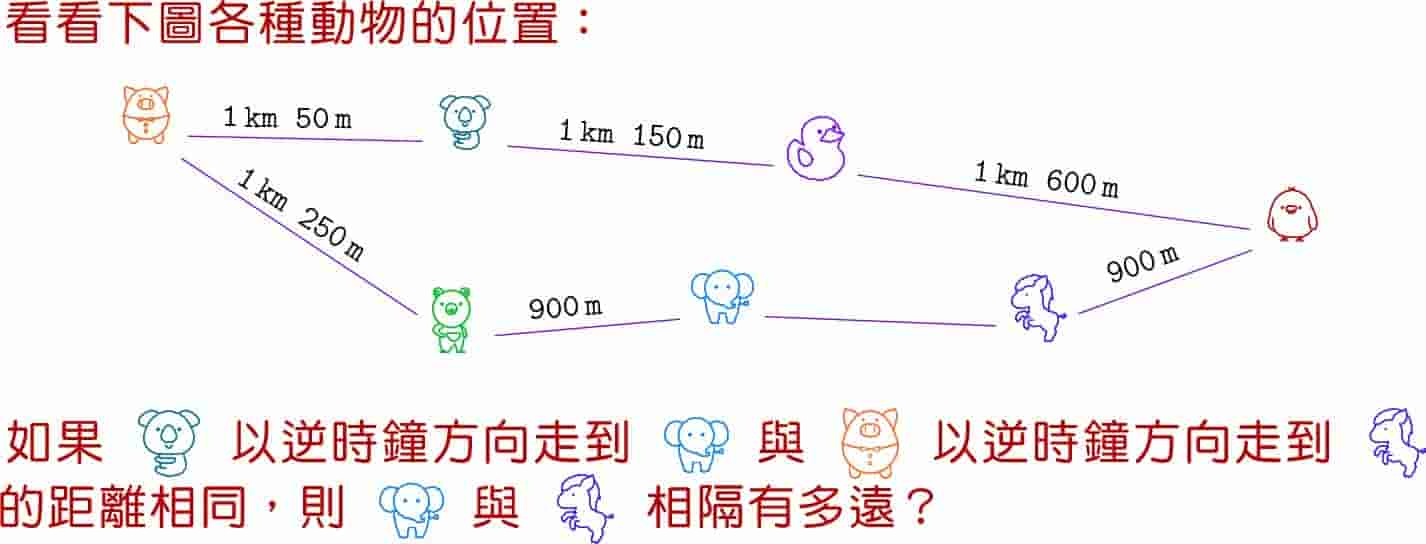 看看下圖各種動物的位置：
1 km 50 m
1 km 150 m
1 km 600 m
1 km 250 m
900 m
900 m
如果 以逆時鐘方向走到 與 以逆時鐘方向走到
的距離相同，則 與 相隔有多遠？